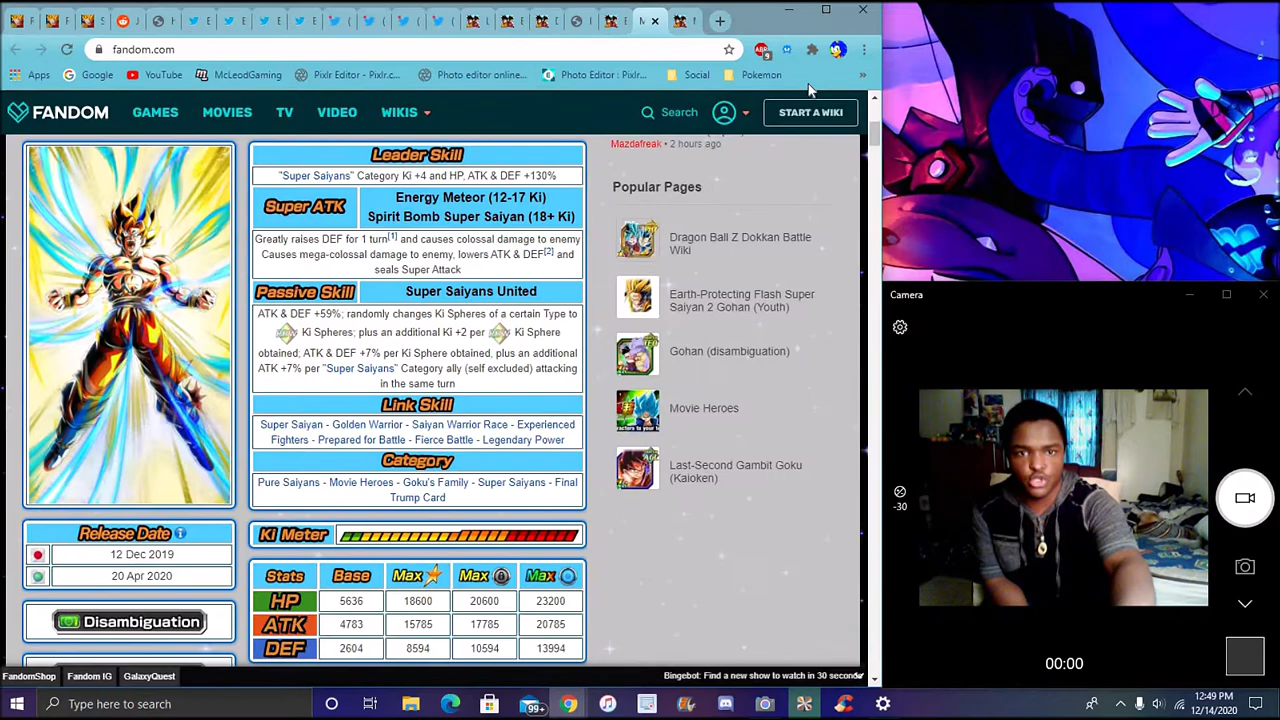 fandom.com
Apps Google YouTube McLeodGaming Pixlr Editor - Pixlr.c... Photo editor online... Photo Editor : Pixlr... Social Pokemon »
FANDOM GAMES MOVIES TV VIDEO WIKIS Search START A WIKI
Mazdafreak • 2 hours ago
Leader Skill
"Super Saiyans" Category Ki +4 and HP, ATK & DEF +130%
Super ATK
Energy Meteor (12-17 Ki)
Spirit Bomb Super Saiyan (18+ Ki)
Greatly raises DEF for 1 turn[1] and causes colossal damage to enemy
Causes mega-colossal damage to enemy, lowers ATK & DEF[2] and
seals Super Attack
Passive Skill
Super Saiyans United
ATK & DEF +59%; randomly changes Ki Spheres of a certain Type to
Ki Spheres; plus an additional Ki +2 per Ki Sphere
obtained; ATK & DEF +7% per Ki Sphere obtained, plus an additional
ATK +7% per "Super Saiyans" Category ally (self excluded) attacking
in the same turn
Link Skill
Super Saiyan - Golden Warrior - Saiyan Warrior Race - Experienced
Fighters - Prepared for Battle - Fierce Battle - Legendary Power
Category
Pure Saiyans - Movie Heroes - Goku's Family - Super Saiyans - Final
Trump Card
Release Date
12 Dec 2019
20 Apr 2020
Disambiguation
Ki Meter
Stats Base Max Max Max
HP 5636 18600 20600 23200
ATK 4783 15785 17785 20785
DEF 2604 8594 10594 13994
Popular Pages
Dragon Ball Z Dokkan Battle
Wiki
Earth-Protecting Flash Super
Saiyan 2 Gohan (Youth)
Gohan (disambiguation)
Movie Heroes
Last-Second Gambit Goku
(Kaioken)
FandomShop Fandom IG GalaxyQuest
Bingebot: Find a new show to watch in 30 seconds
Camera
-30
00:00
Type here to search
99+
12:49 PM
12/14/2020